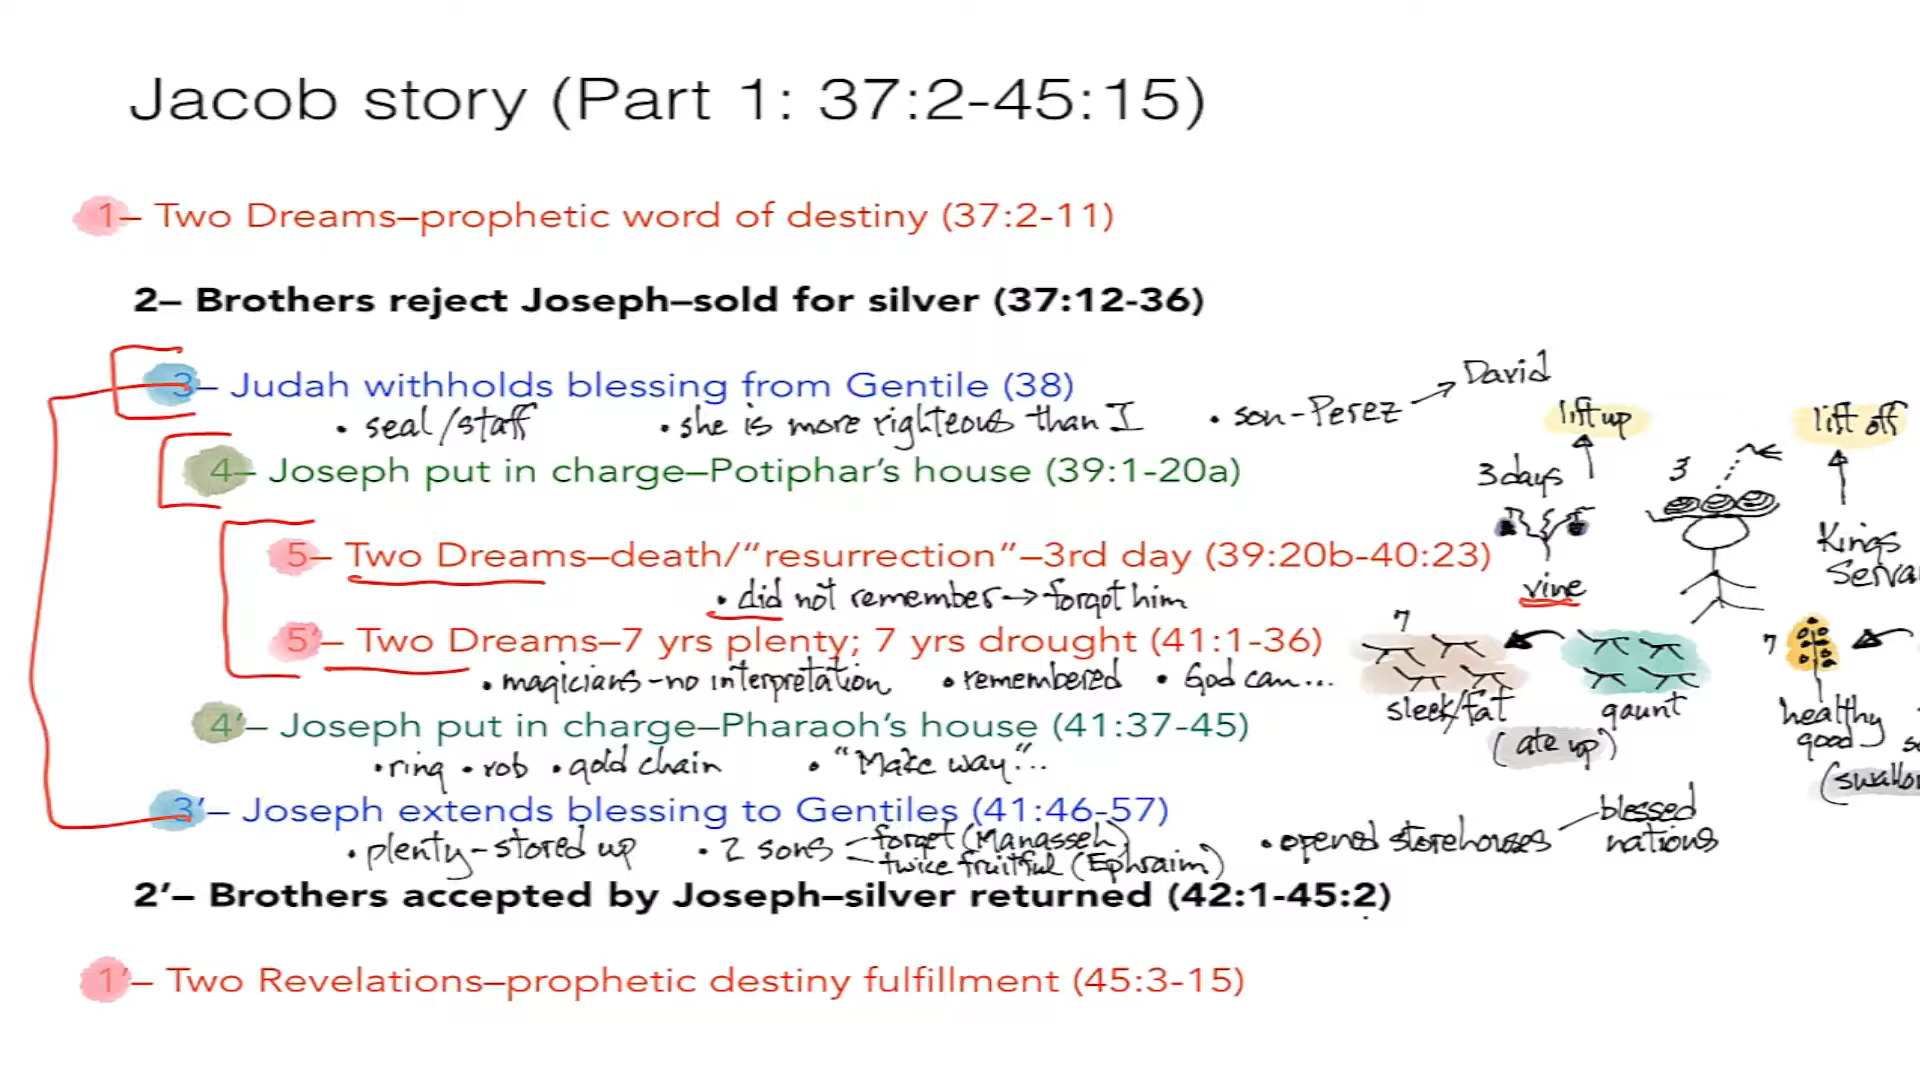 Jacob story (Part 1: 37:2-45:15)
1– Two Dreams–prophetic word of destiny (37:2-11)
2– Brothers reject Joseph–sold for silver (37:12-36)
3– Judah withholds blessing from Gentile (38)
• seal/staff • she is more righteous than I • son-Perez → David
4– Joseph put in charge–Potiphar's house (39:1-20a)
5– Two Dreams–death/"resurrection"–3rd day (39:20b-40:23)
• did not remember → forgot him
5'– Two Dreams–7 yrs plenty; 7 yrs drought (41:1-36)
• magicians-no interpretation • remembered • God can...
4'– Joseph put in charge–Pharaoh's house (41:37-45)
• ring • rob • gold chain • "Make way"...
3'– Joseph extends blessing to Gentiles (41:46-57)
• plenty-stored up • 2 sons forget (Manasseh)
twice fruitful (Ephraim)
• opened storehouses blessed
nations
2'– Brothers accepted by Joseph–silver returned (42:1-45:2)
1'– Two Revelations–prophetic destiny fulfillment (45:3-15)
lift up
3 days
vine
lift off
3
Kings
7
sleek/fat
gaunt
(ate up)
7
healthy
good